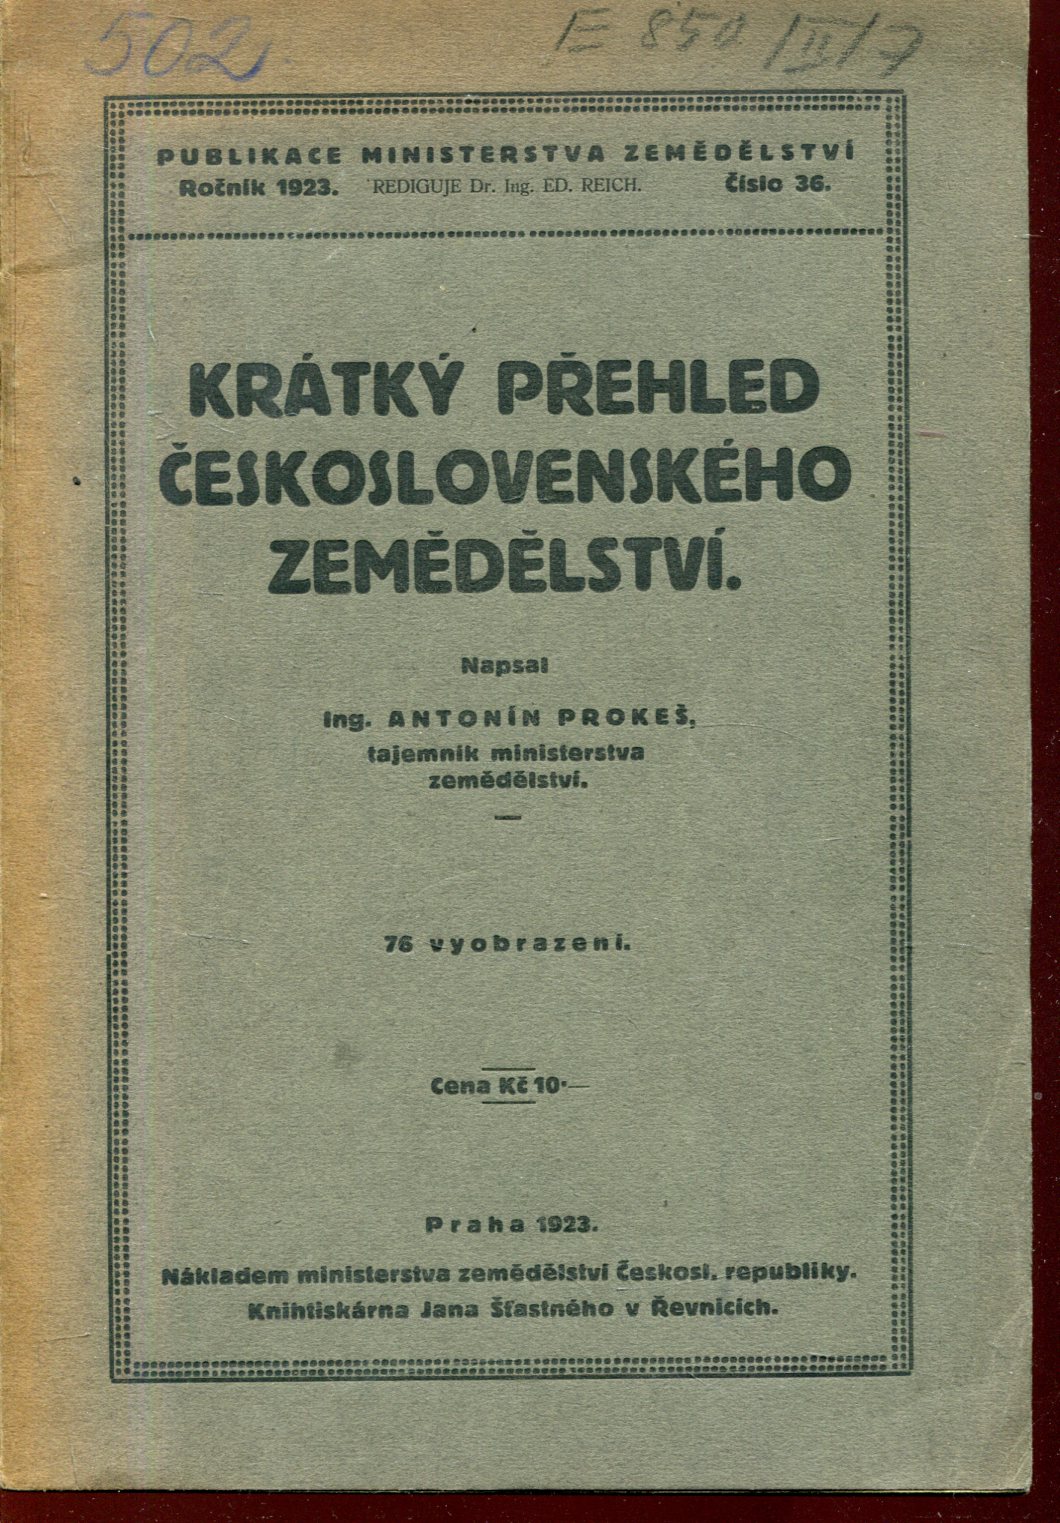 502.
E 850 /II/7
PUBLIKACE MINISTERSTVA ZEMĚDĚLSTVÍ
Ročník 1923. REDIGUJE Dr. Ing. ED. REICH. Číslo 36.
KRÁTKÝ PŘEHLED
ČESKOSLOVENSKÉHO
ZEMĚDĚLSTVÍ.
Napsal
Ing. ANTONÍN PROKEŠ,
tajemník ministerstva
zemědělství.
76 vyobrazení.
Cena Kč 10·—
Praha 1923.
Nákladem ministerstva zemědělství Českosl. republiky.
Knihtiskárna Jana Šťastného v Řevnicích.